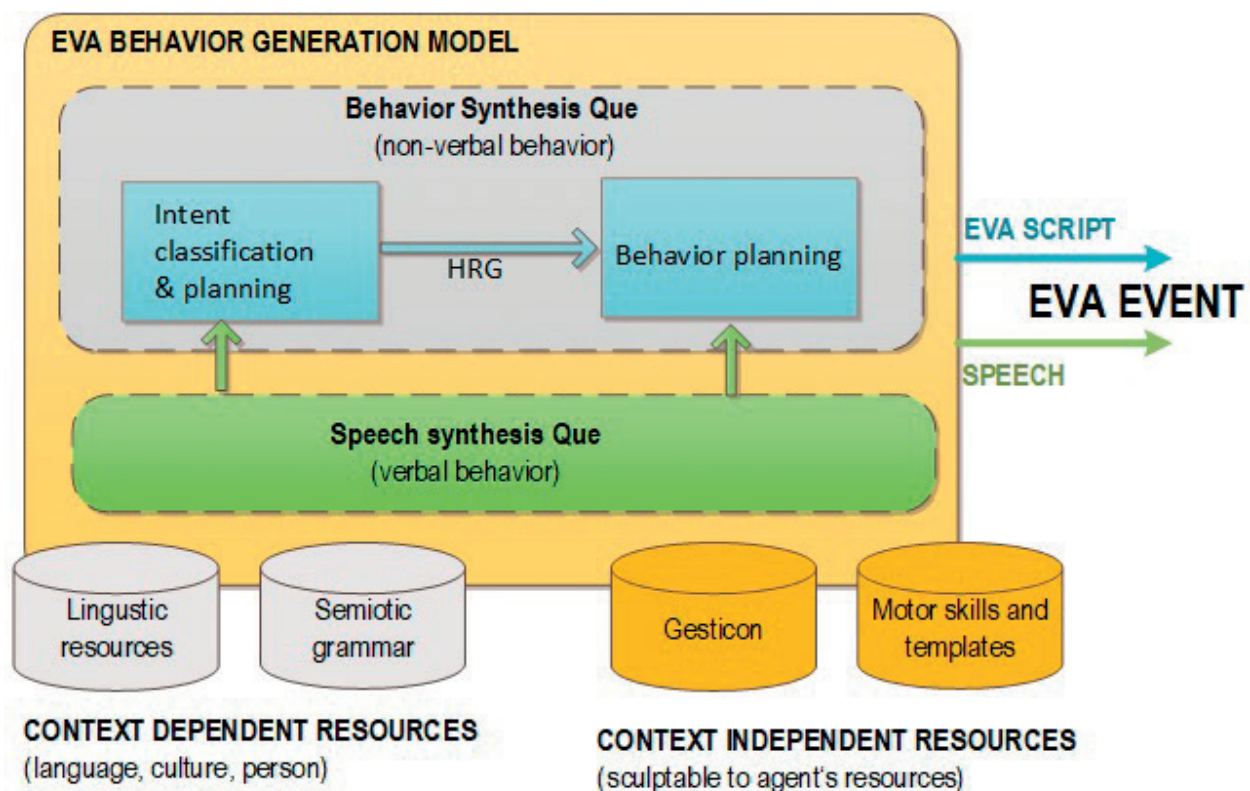 EVA BEHAVIOR GENERATION MODEL
Behavior Synthesis Que
(non-verbal behavior)
Intent
classification
& planning
HRG
Behavior planning
EVA SCRIPT
EVA EVENT
SPEECH
Speech synthesis Que
(verbal behavior)
Lingustic
resources
Semiotic
grammar
Gesticon
Motor skills and
templates
CONTEXT DEPENDENT RESOURCES
(language, culture, person)
CONTEXT INDEPENDENT RESOURCES
(sculptable to agent's resources)